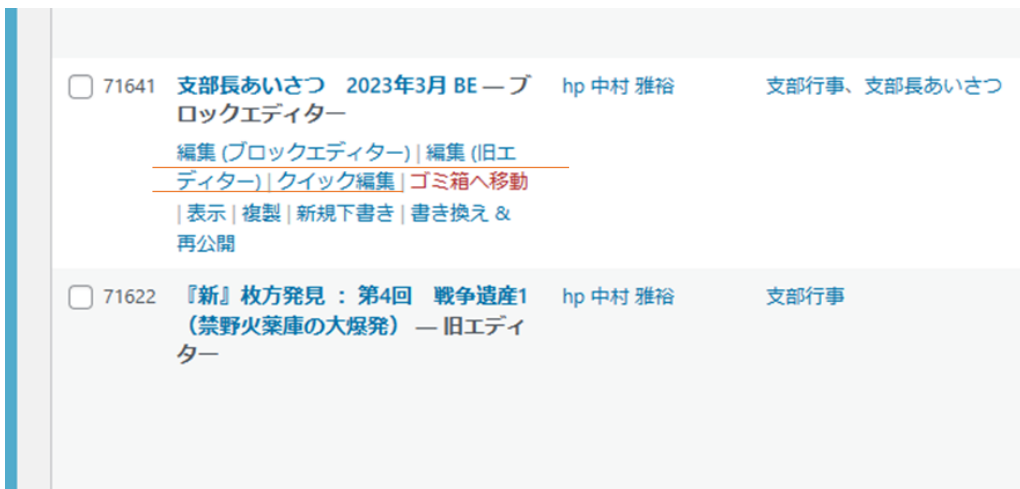 71641 支部長あいさつ　2023年3月 BE — ブ hp 中村 雅裕 支部行事、支部長あいさつ
ロックエディター
編集 (ブロックエディター) | 編集 (旧エ
ディター) | クイック編集 | ゴミ箱へ移動
| 表示 | 複製 | 新規下書き | 書き換え &
再公開
71622 『新』枚方発見 ： 第4回　戦争遺産1 hp 中村 雅裕 支部行事
（禁野火薬庫の大爆発） — 旧エディ
ター